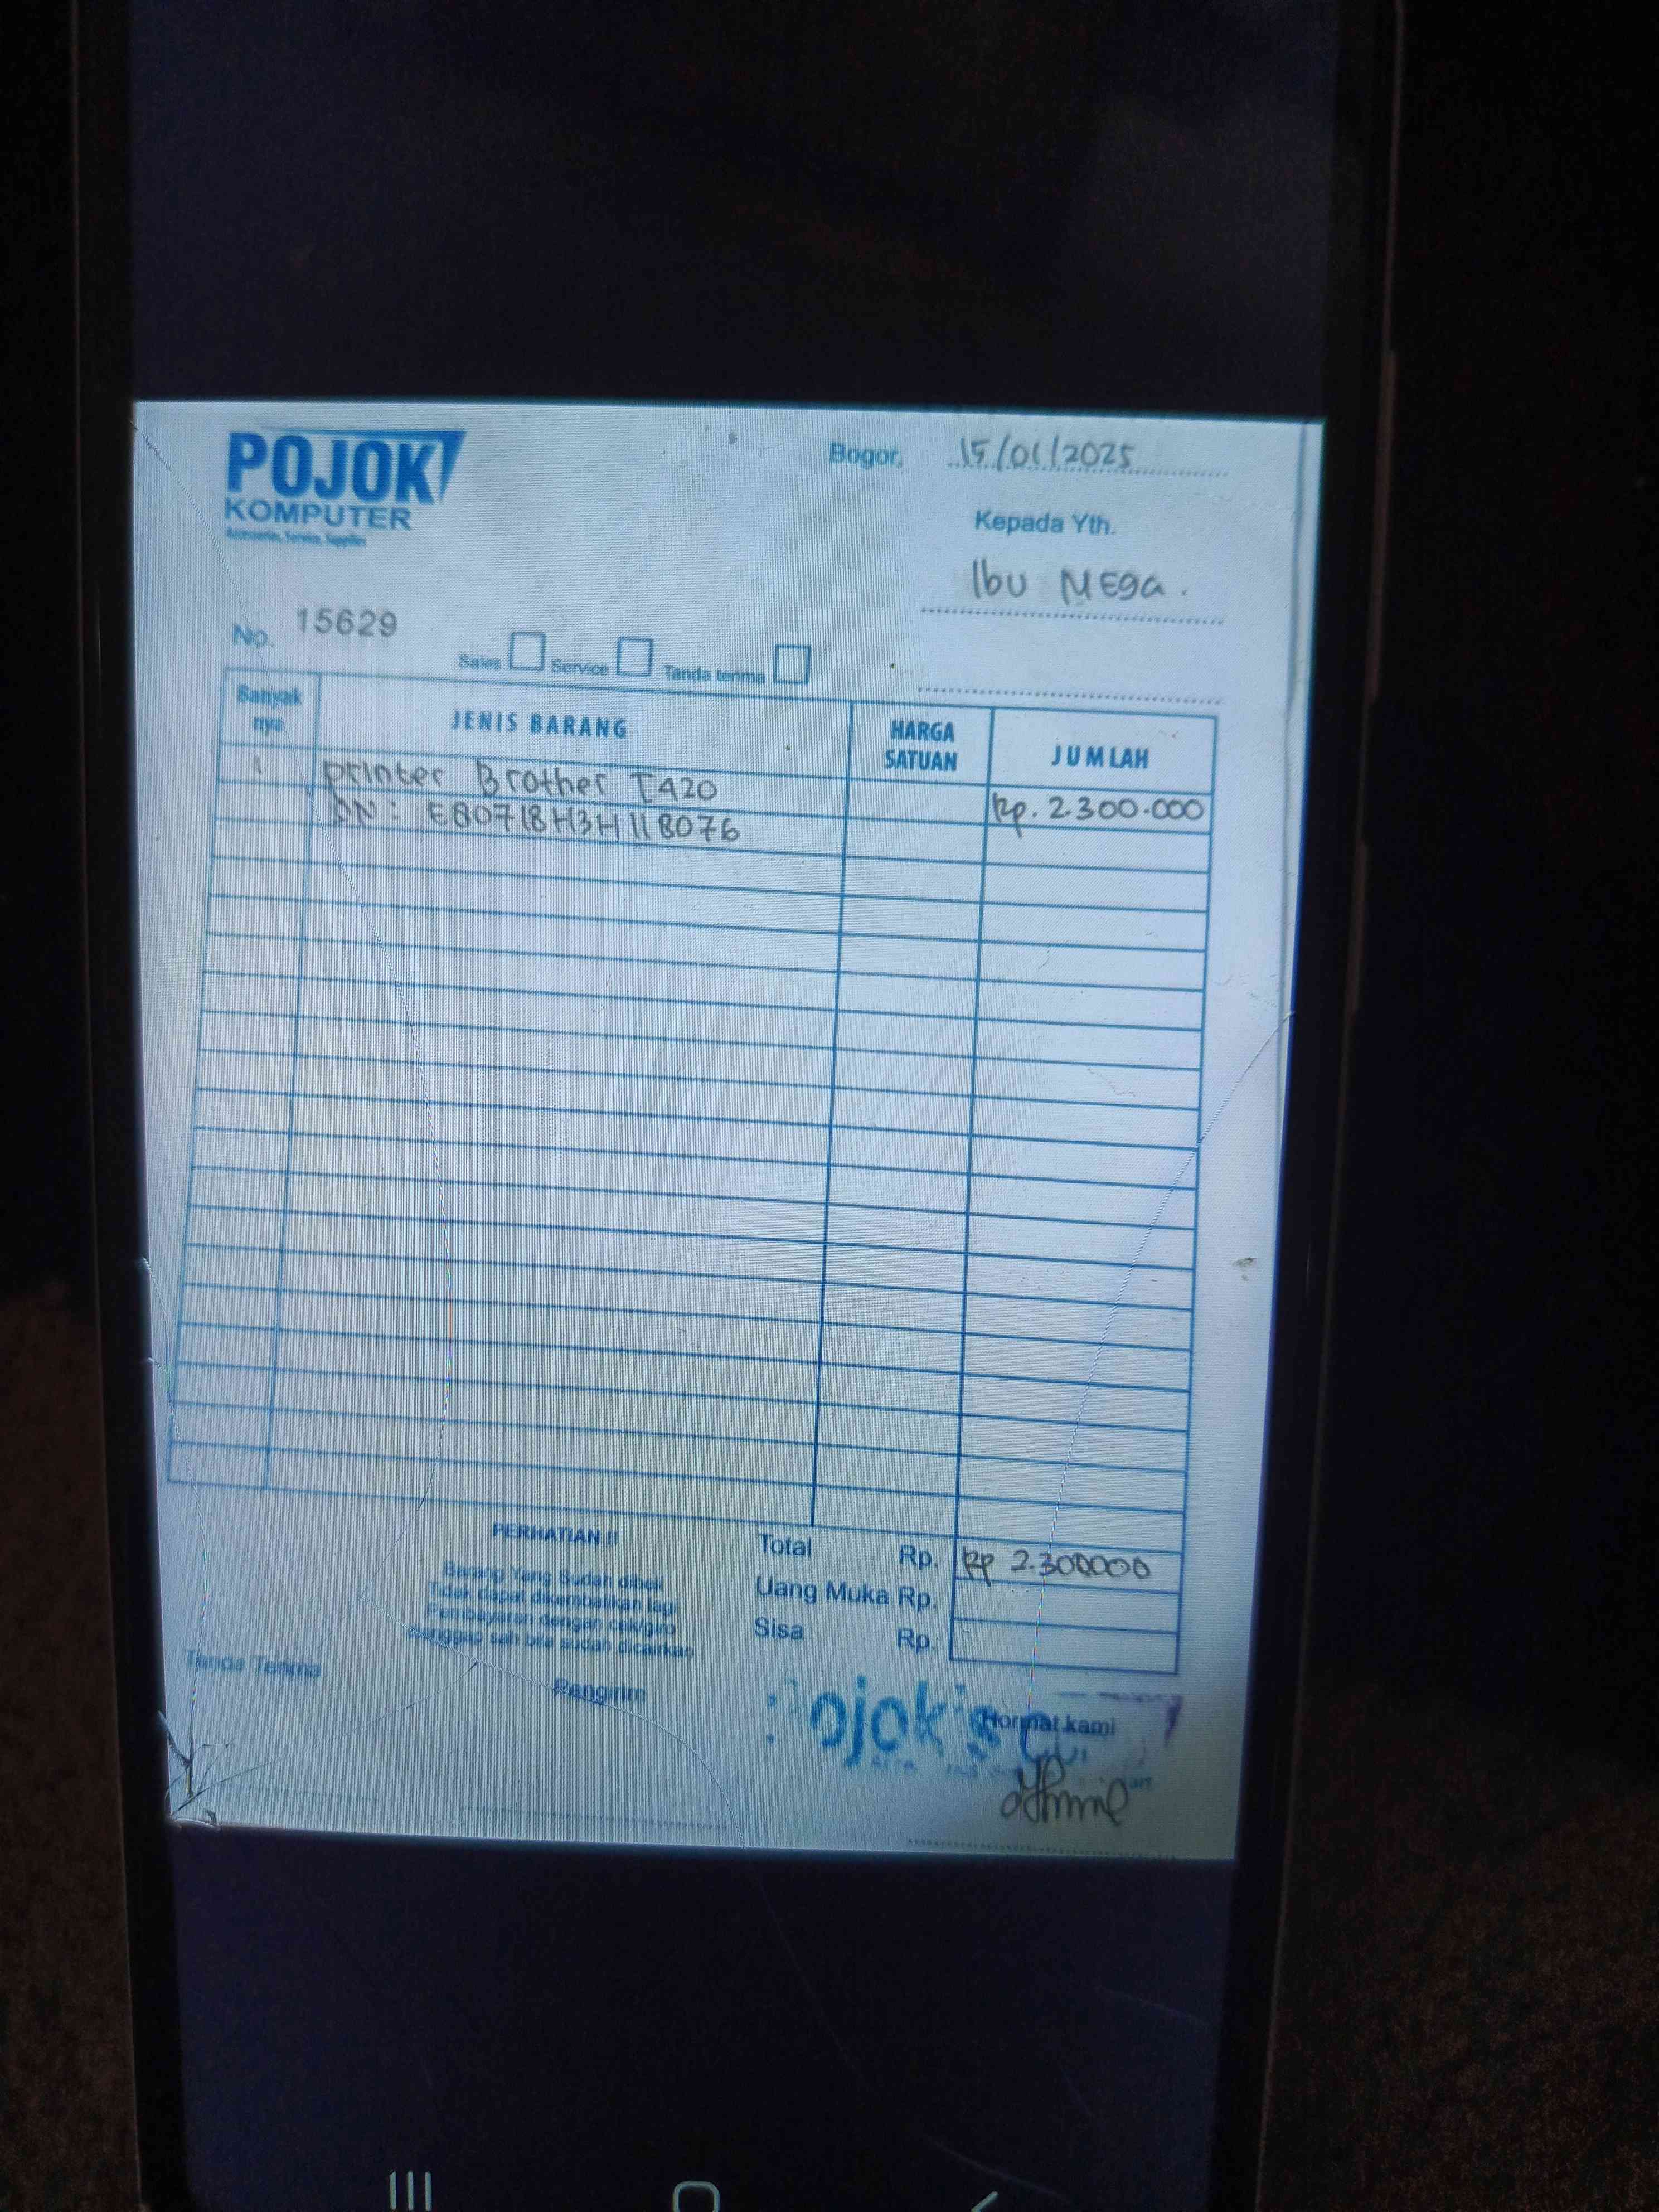 POJOK
KOMPUTER
Accessories, Service, Supplies
Bogor, 15/01/2025
Kepada Yth.
Ibu Mega.
No. 15629
Sales Service Tanda terima
Banyak nya JENIS BARANG HARGA SATUAN JUMLAH
1 printer Brother T420 Rp. 2.300.000
SN: E80718H3H118076
PERHATIAN !!
Barang Yang Sudah dibeli
Tidak dapat dikembalikan lagi
Pembayaran dengan cek/giro
dianggap sah bila sudah dicairkan
Total Rp. Rp 2.300000
Uang Muka Rp.
Sisa Rp.
Tanda Terima
Pengirim
Hormat kami